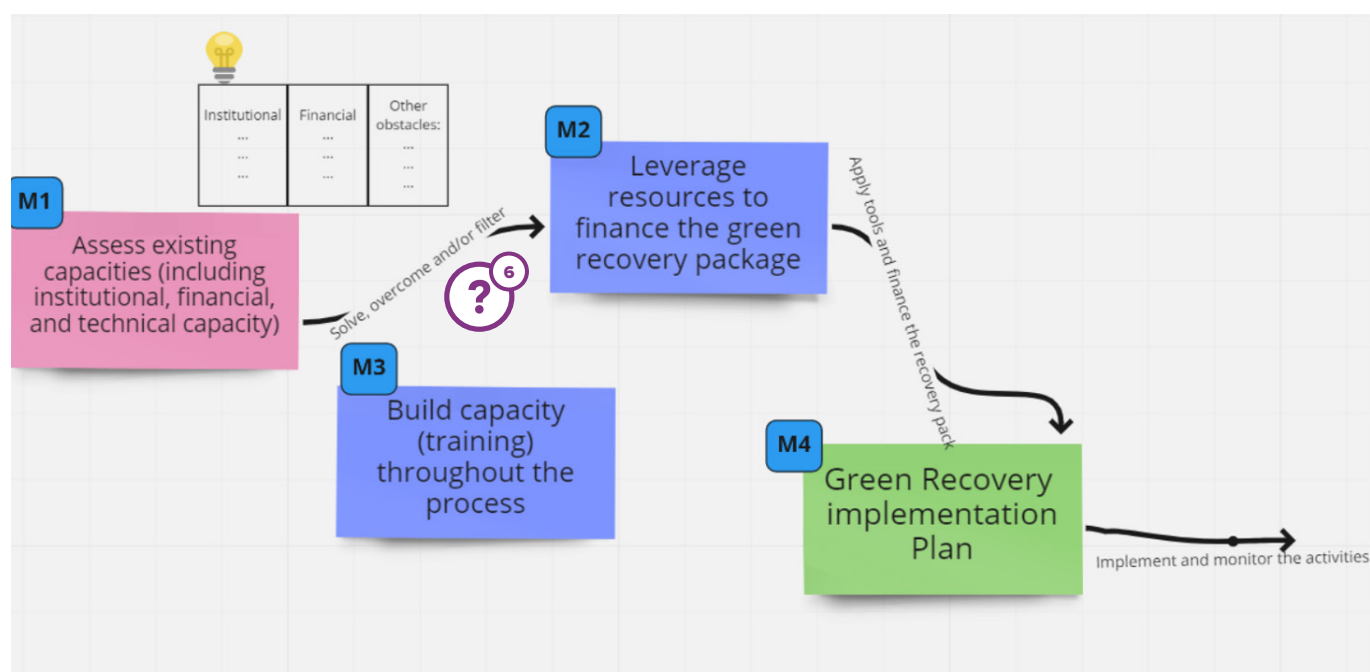 Institutional
...
...
...
Financial
...
...
...
Other
obstacles:
...
...
...
M1
Assess existing
capacities (including
institutional, financial,
and technical capacity)
Solve, overcome and/or filter
?
6
M2
Leverage
resources to
finance the green
recovery package
M3
Build capacity
(training)
throughout the
process
Apply tools and finance the recovery pack
M4
Green Recovery
implementation
Plan
Implement and monitor the activities